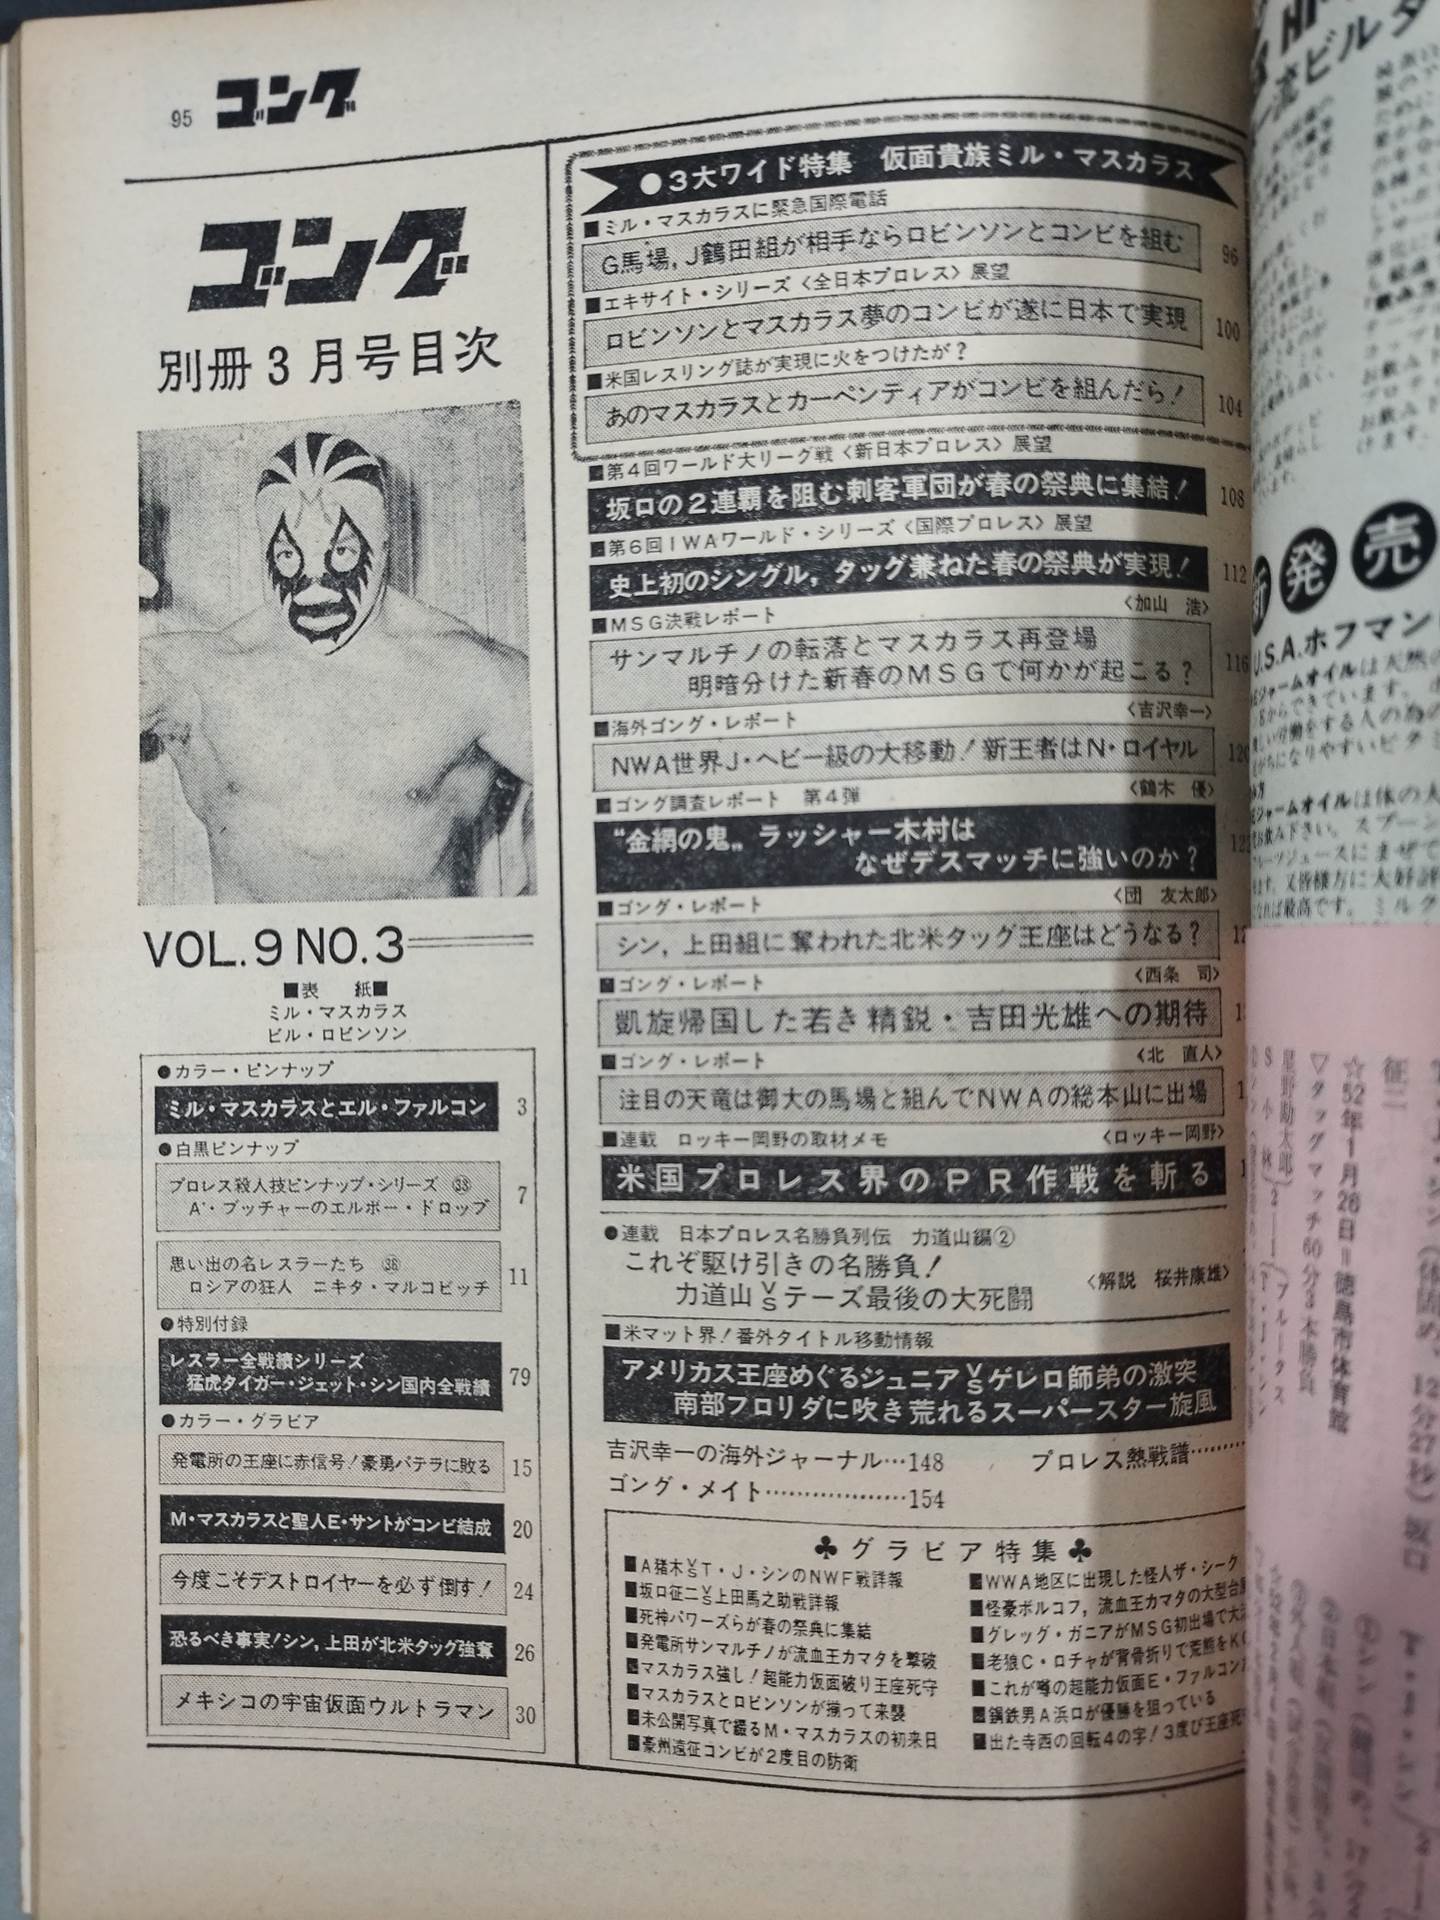 95 ゴング
ゴング
別冊3月号目次
VOL.9 NO.3
■表 紙■
ミル・マスカラス
ビル・ロビンソン
●カラー・ピンナップ
ミル・マスカラスとエル・ファルコン 3
●白黒ピンナップ
プロレス殺人技ピンナップ・シリーズ ㊳
A・ブッチャーのエルボー・ドロップ 7
思い出の名レスラーたち ㊱
ロシアの狂人 ニキタ・マルコビッチ 11
●特別付録
レスラー全戦績シリーズ
猛虎タイガー・ジェット・シン国内全戦績 79
●カラー・グラビア
発電所の王座に赤信号!豪勇パテラに敗る 15
M・マスカラスと聖人E・サントがコンビ結成 20
今度こそデストロイヤーを必ず倒す! 24
恐るべき事実!シン,上田が北米タッグ強奪 26
メキシコの宇宙仮面ウルトラマン 30
●3大ワイド特集 仮面貴族ミル・マスカラス
■ミル・マスカラスに緊急国際電話
G馬場,J鶴田組が相手ならロビンソンとコンビを組む 96
■エキサイト・シリーズ〈全日本プロレス〉展望
ロビンソンとマスカラス夢のコンビが遂に日本で実現 100
■米国レスリング誌が実現に火をつけたが?
あのマスカラスとカーペンティアがコンビを組んだら! 104
■第4回ワールド大リーグ戦〈新日本プロレス〉展望
坂口の2連覇を阻む刺客軍団が春の祭典に集結! 108
■第6回IWAワールド・シリーズ〈国際プロレス〉展望
史上初のシングル,タッグ兼ねた春の祭典が実現! 112
■MSG決戦レポート 〈加山 浩〉
サンマルチノの転落とマスカラス再登場
明暗分けた新春のMSGで何かが起こる? 116
■海外ゴング・レポート 〈吉沢幸一〉
NWA世界J・ヘビー級の大移動!新王者はN・ロイヤル
■ゴング調査レポート 第4弾 〈鶴木 優〉
“金網の鬼„ラッシャー木村は
なぜデスマッチに強いのか?
■ゴング・レポート 〈団 友太郎〉
シン,上田組に奪われた北米タッグ王座はどうなる?
■ゴング・レポート 〈西条 司〉
凱旋帰国した若き精鋭・吉田光雄への期待
■ゴング・レポート 〈北 直人〉
注目の天竜は御大の馬場と組んでNWAの総本山に出場
■連載 ロッキー岡野の取材メモ 〈ロッキー岡野〉
米国プロレス界のPR作戦を斬る
●連載 日本プロレス名勝負列伝 力道山編②
これぞ駆け引きの名勝負!
力道山VSテーズ最後の大死闘 〈解説 桜井康雄〉
■米マット界!番外タイトル移動情報
アメリカス王座めぐるジュニアVSゲレロ師弟の激突
南部フロリダに吹き荒れるスーパースター旋風
吉沢幸一の海外ジャーナル…148 プロレス熱戦譜………
ゴング・メイト………………154
♣グラビア特集♣
■A猪木VST・J・シンのNWF戦詳報
■坂口征二VS上田馬之助戦詳報
■死神パワーズらが春の祭典に集結
■発電所サンマルチノが流血王カマタを撃破
■マスカラス強し!超能力仮面破り王座死守
■マスカラスとロビンソンが揃って来襲
■未公開写真で綴るM・マスカラスの初来日
■豪州遠征コンビが2度目の防衛
■WWA地区に出現した怪人ザ・シーク
■怪豪ボルコフ,流血王カマタの大型台風
■グレッグ・ガニアがMSG初出場で大
■老狼C・ロチャが背骨折りで荒熊をK
■これが噂の超能力仮面E・ファルコン
■鋼鉄男A浜口が優勝を狙っている
■出た寺西の回転4の字!3度び王座死
流ビル
新発売
U.S.A.ホフマン
ジャームオイルは天然の
ジャームオイルは体の
☆52年1月26日=徳島市体育館
▽タッグマッチ60分3本勝負
星野勘太郎
S 小 林